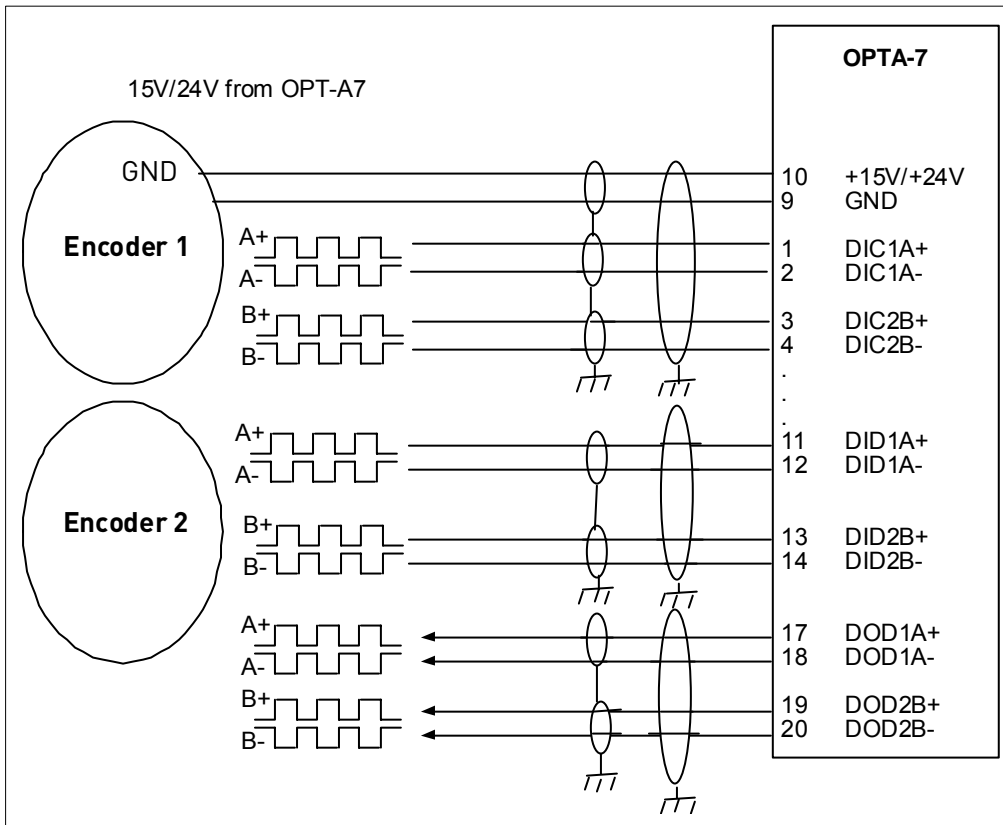 OPTA-7
15V/24V from OPT-A7
GND
10 +15V/+24V
9 GND
Encoder 1
A+
A-
1 DIC1A+
2 DIC1A-
B+
B-
3 DIC2B+
4 DIC2B-
.
.
.
A+
A-
11 DID1A+
12 DID1A-
Encoder 2
B+
B-
13 DID2B+
14 DID2B-
A+
A-
17 DOD1A+
18 DOD1A-
B+
B-
19 DOD2B+
20 DOD2B-